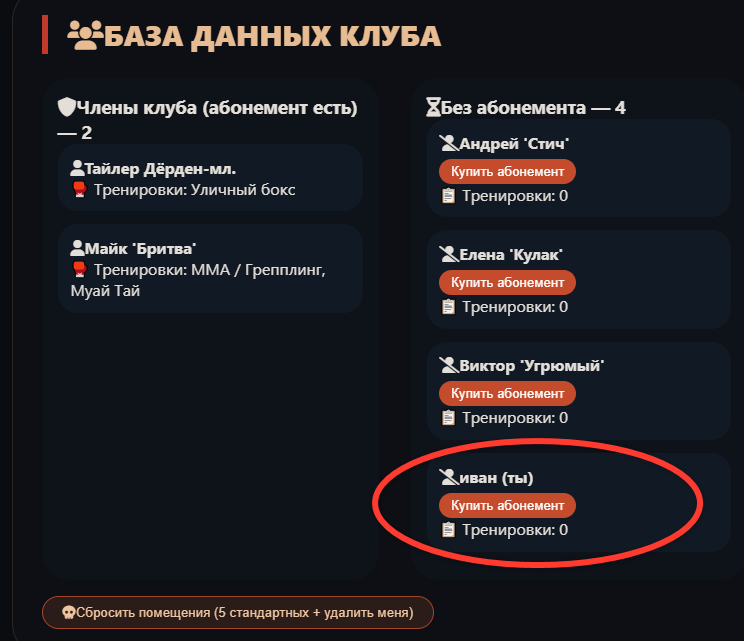 БАЗА ДАННЫХ КЛУБА
Члены клуба (абонемент есть)
— 2
Тайлер Дёрден-мл.
Тренировки: Уличный бокс
Майк 'Бритва'
Тренировки: ММА / Грепплинг,
Муай Тай
Без абонемента — 4
Андрей 'Стич'
Купить абонемент
Тренировки: 0
Елена 'Кулак'
Купить абонемент
Тренировки: 0
Виктор 'Угрюмый'
Купить абонемент
Тренировки: 0
иван (ты)
Купить абонемент
Тренировки: 0
Сбросить помещения (5 стандартных + удалить меня)